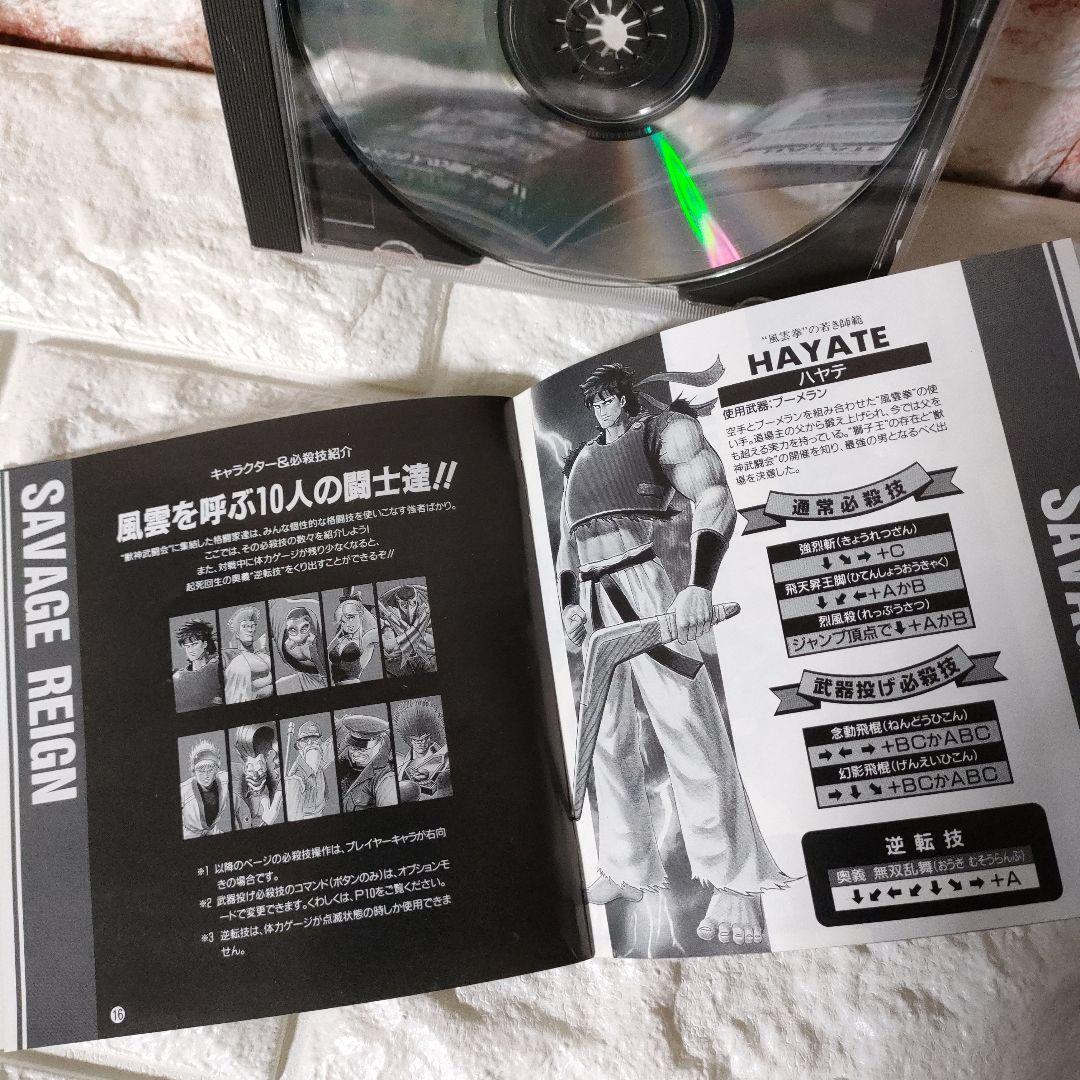 SAVAGE REIGN
キャラクター&必殺技紹介
風雲を呼ぶ10人の闘士達!!
"獣神武闘会"に集結した格闘家達は、みんな個性的な格闘技を使いこなす強者ばかり。
ここでは、その必殺技の数々を紹介しよう!
また、対戦中に体力ゲージが残り少なくなると、
起死回生の奥義"逆転技"をくり出すことができるぞ!!
※1 以降のページの必殺技操作は、プレイヤーキャラが右向
きの場合です。
※2 武器投げ必殺技のコマンド(ボタンのみ)は、オプションモ
ードで変更できます。くわしくは、P10をご覧ください。
※3 逆転技は、体力ゲージが点滅状態の時しか使用できま
せん。
16
"風雲拳"の若き師範
HAYATE
ハヤテ
使用武器:ブーメラン
空手とブーメランを組み合わせた"風雲拳"の使
い手。道場主の父から鍛え上げられ、今では父を
も超える実力を持っている。"獅子王"の存在と"獣
神武闘会"の開催を知り、最強の男となるべく出
場を決意した。
通常必殺技
強烈斬(きょうれつざん)
↓↘→+C
飛天昇王脚(ひてんしょうおうきゃく)
↓↙←+AかB
烈風殺(れっぷうさつ)
ジャンプ頂点で↓+AかB
武器投げ必殺技
念動飛棍(ねんどうひこん)
→←→+BCかABC
幻影飛棍(げんえいひこん)
→↓↘+BCかABC
逆転技
奥義 無双乱舞(おうぎ むそうらんぶ)
↓↙←↙↓↘→+A
SAVAG